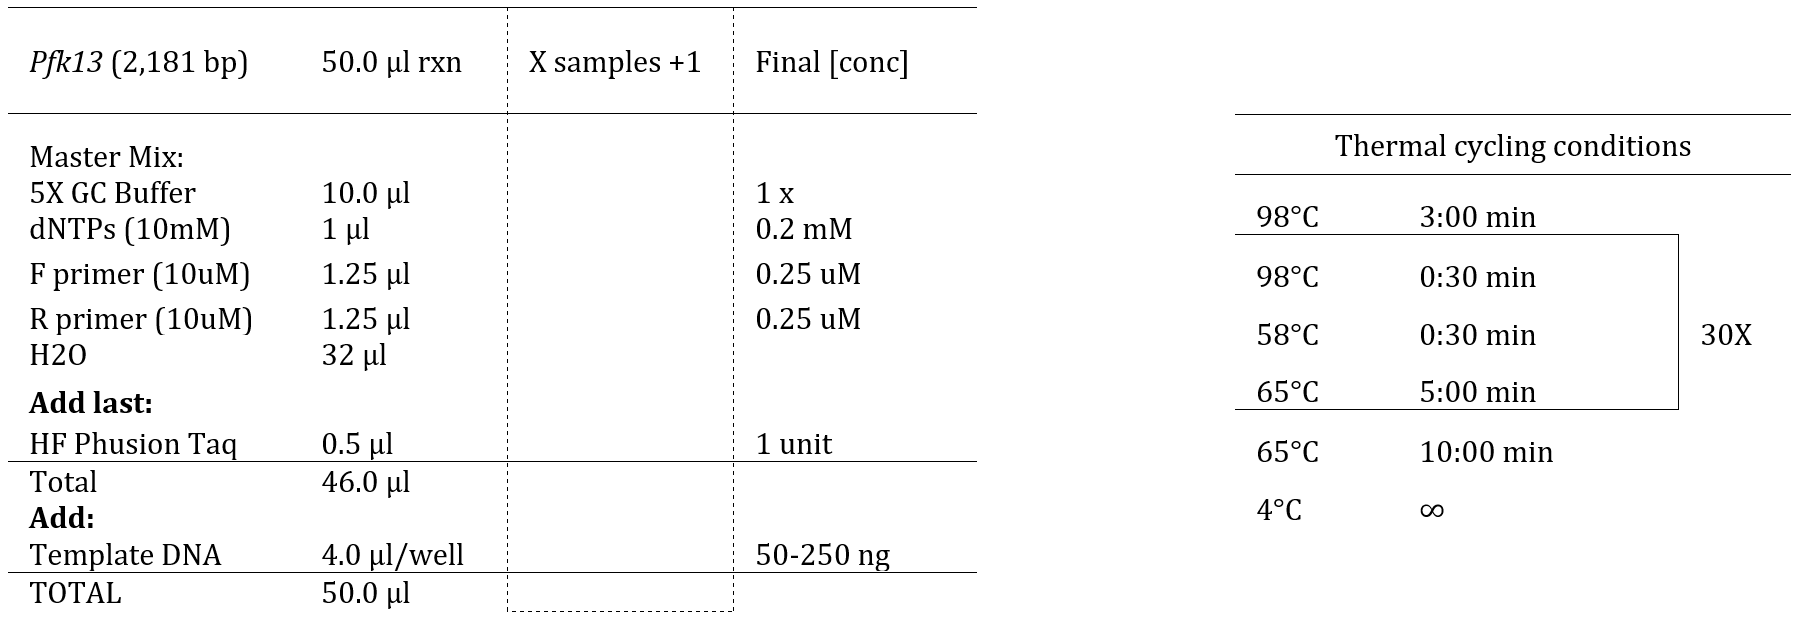 Pfk13 (2,181 bp) 50.0 µl rxn X samples +1 Final [conc]
Master Mix:
5X GC Buffer 10.0 µl 1 x
dNTPs (10mM) 1 µl 0.2 mM
F primer (10uM) 1.25 µl 0.25 uM
R primer (10uM) 1.25 µl 0.25 uM
H2O 32 µl
Add last:
HF Phusion Taq 0.5 µl 1 unit
Total 46.0 µl
Add:
Template DNA 4.0 µl/well 50-250 ng
TOTAL 50.0 µl
Thermal cycling conditions
98°C 3:00 min
98°C 0:30 min
58°C 0:30 min 30X
65°C 5:00 min
65°C 10:00 min
4°C ∞